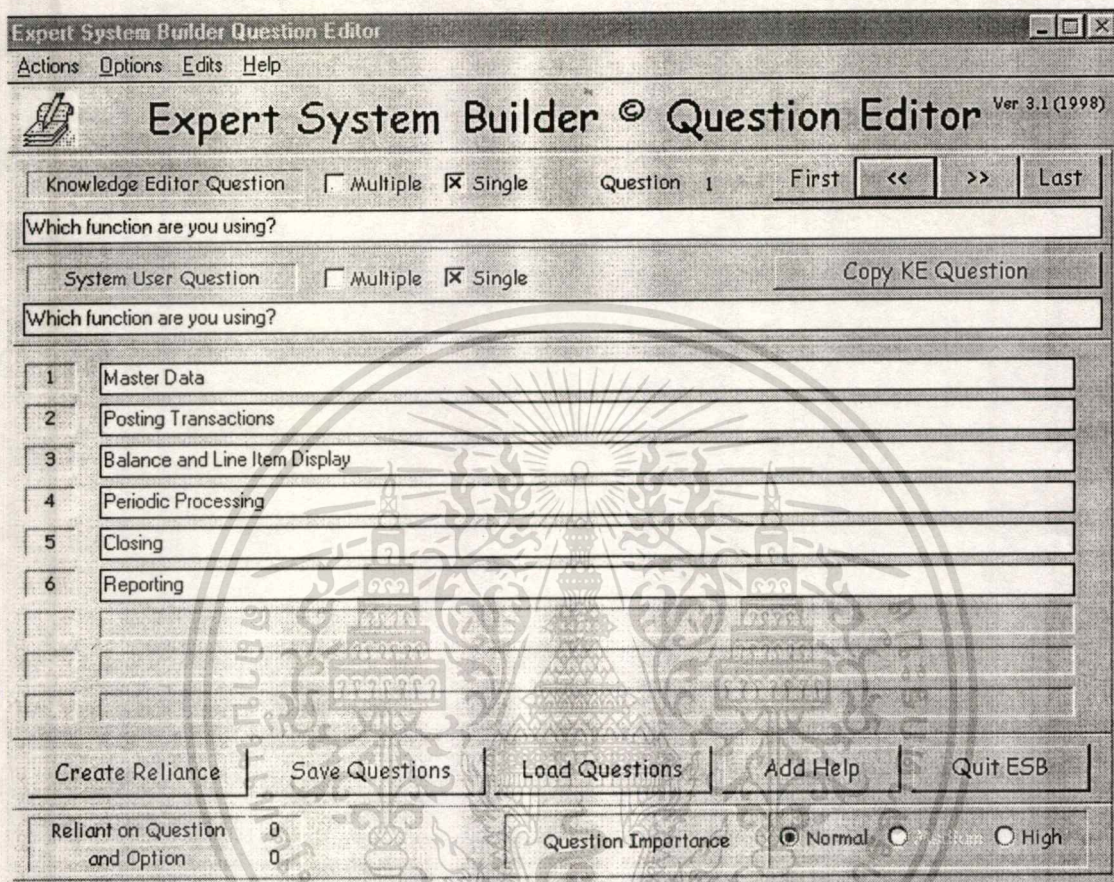 Expert System Builder Question Editor
Actions Options Edits Help
Expert System Builder © Question Editor Ver 3.1 (1998)
Knowledge Editor Question Multiple Single Question 1 First << >> Last
Which function are you using?
System User Question Multiple Single Copy KE Question
Which function are you using?
1 Master Data
2 Posting Transactions
3 Balance and Line Item Display
4 Periodic Processing
5 Closing
6 Reporting
Create Reliance Save Questions Load Questions Add Help Quit ESB
Reliant on Question 0
and Option 0
Question Importance Normal Medium High